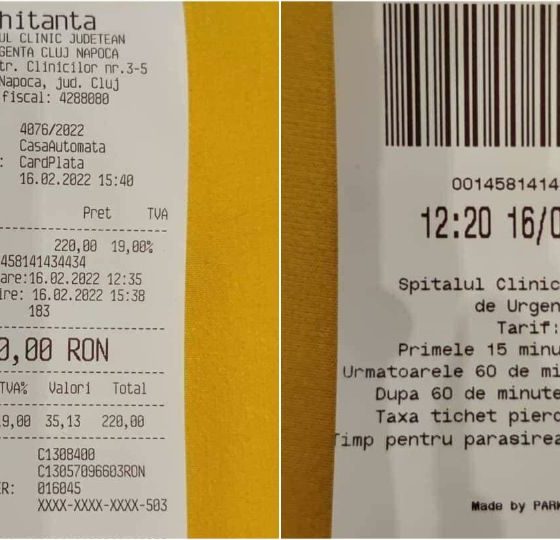 hitanta
UL CLINIC JUDETEAN
GENTA CLUJ NAPOCA
tr. Clinicilor nr.3-5
Napoca, jud. Cluj
fiscal: 4288080
4076/2022
CasaAutomata
: CardPlata
16.02.2022 15:40
Pret TVA
220,00 19,00%
458141434434
are:16.02.2022 12:35
ire: 16.02.2022 15:38
183
0,00 RON
TVA% Valori Total
9,00 35,13 220,00
C1308400
C13057096603RON
ER: 016045
XXXX-XXXX-XXXX-503
0014581414
12:20 16/0
Spitalul Clinic
de Urgen
Tarif:
Primele 15 minu
Urmatoarele 60 de mi
Dupa 60 de minute
Taxa tichet pierd
Timp pentru parasirea
Made by PARK